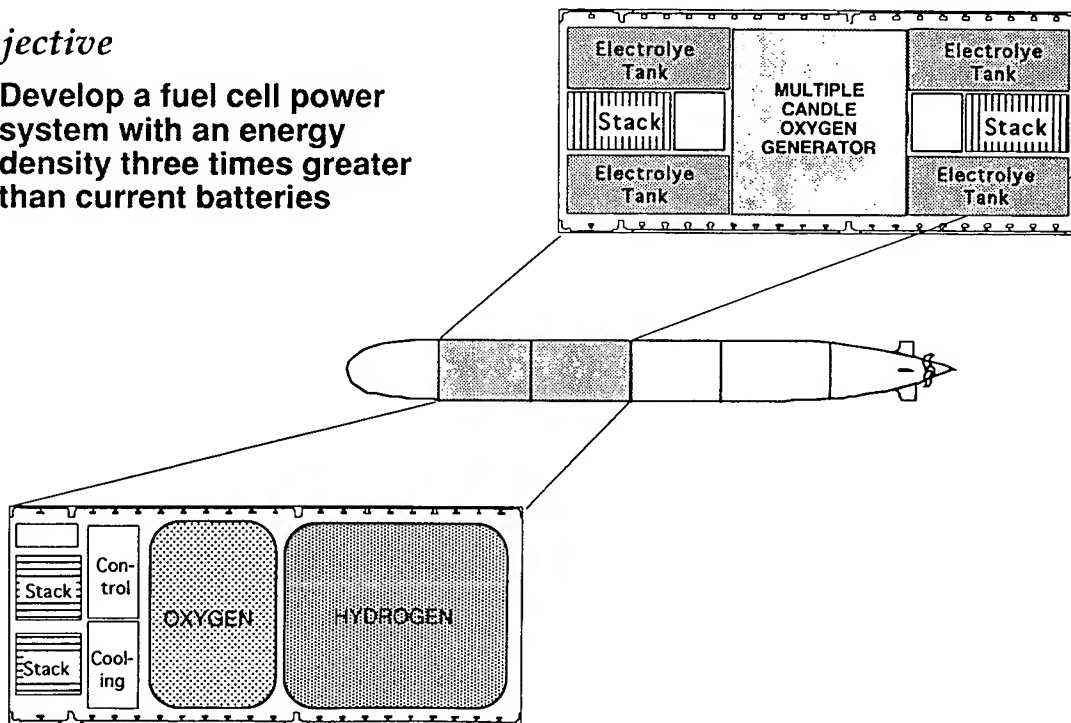 jective
Develop a fuel cell power
system with an energy
density three times greater
than current batteries
Electrolye
Tank
Stack
Electrolye
Tank
MULTIPLE
CANDLE
OXYGEN
GENERATOR
Electrolye
Tank
Stack
Electrolye
Tank
Stack
Stack
Con-
trol
Cool-
ing
OXYGEN
HYDROGEN